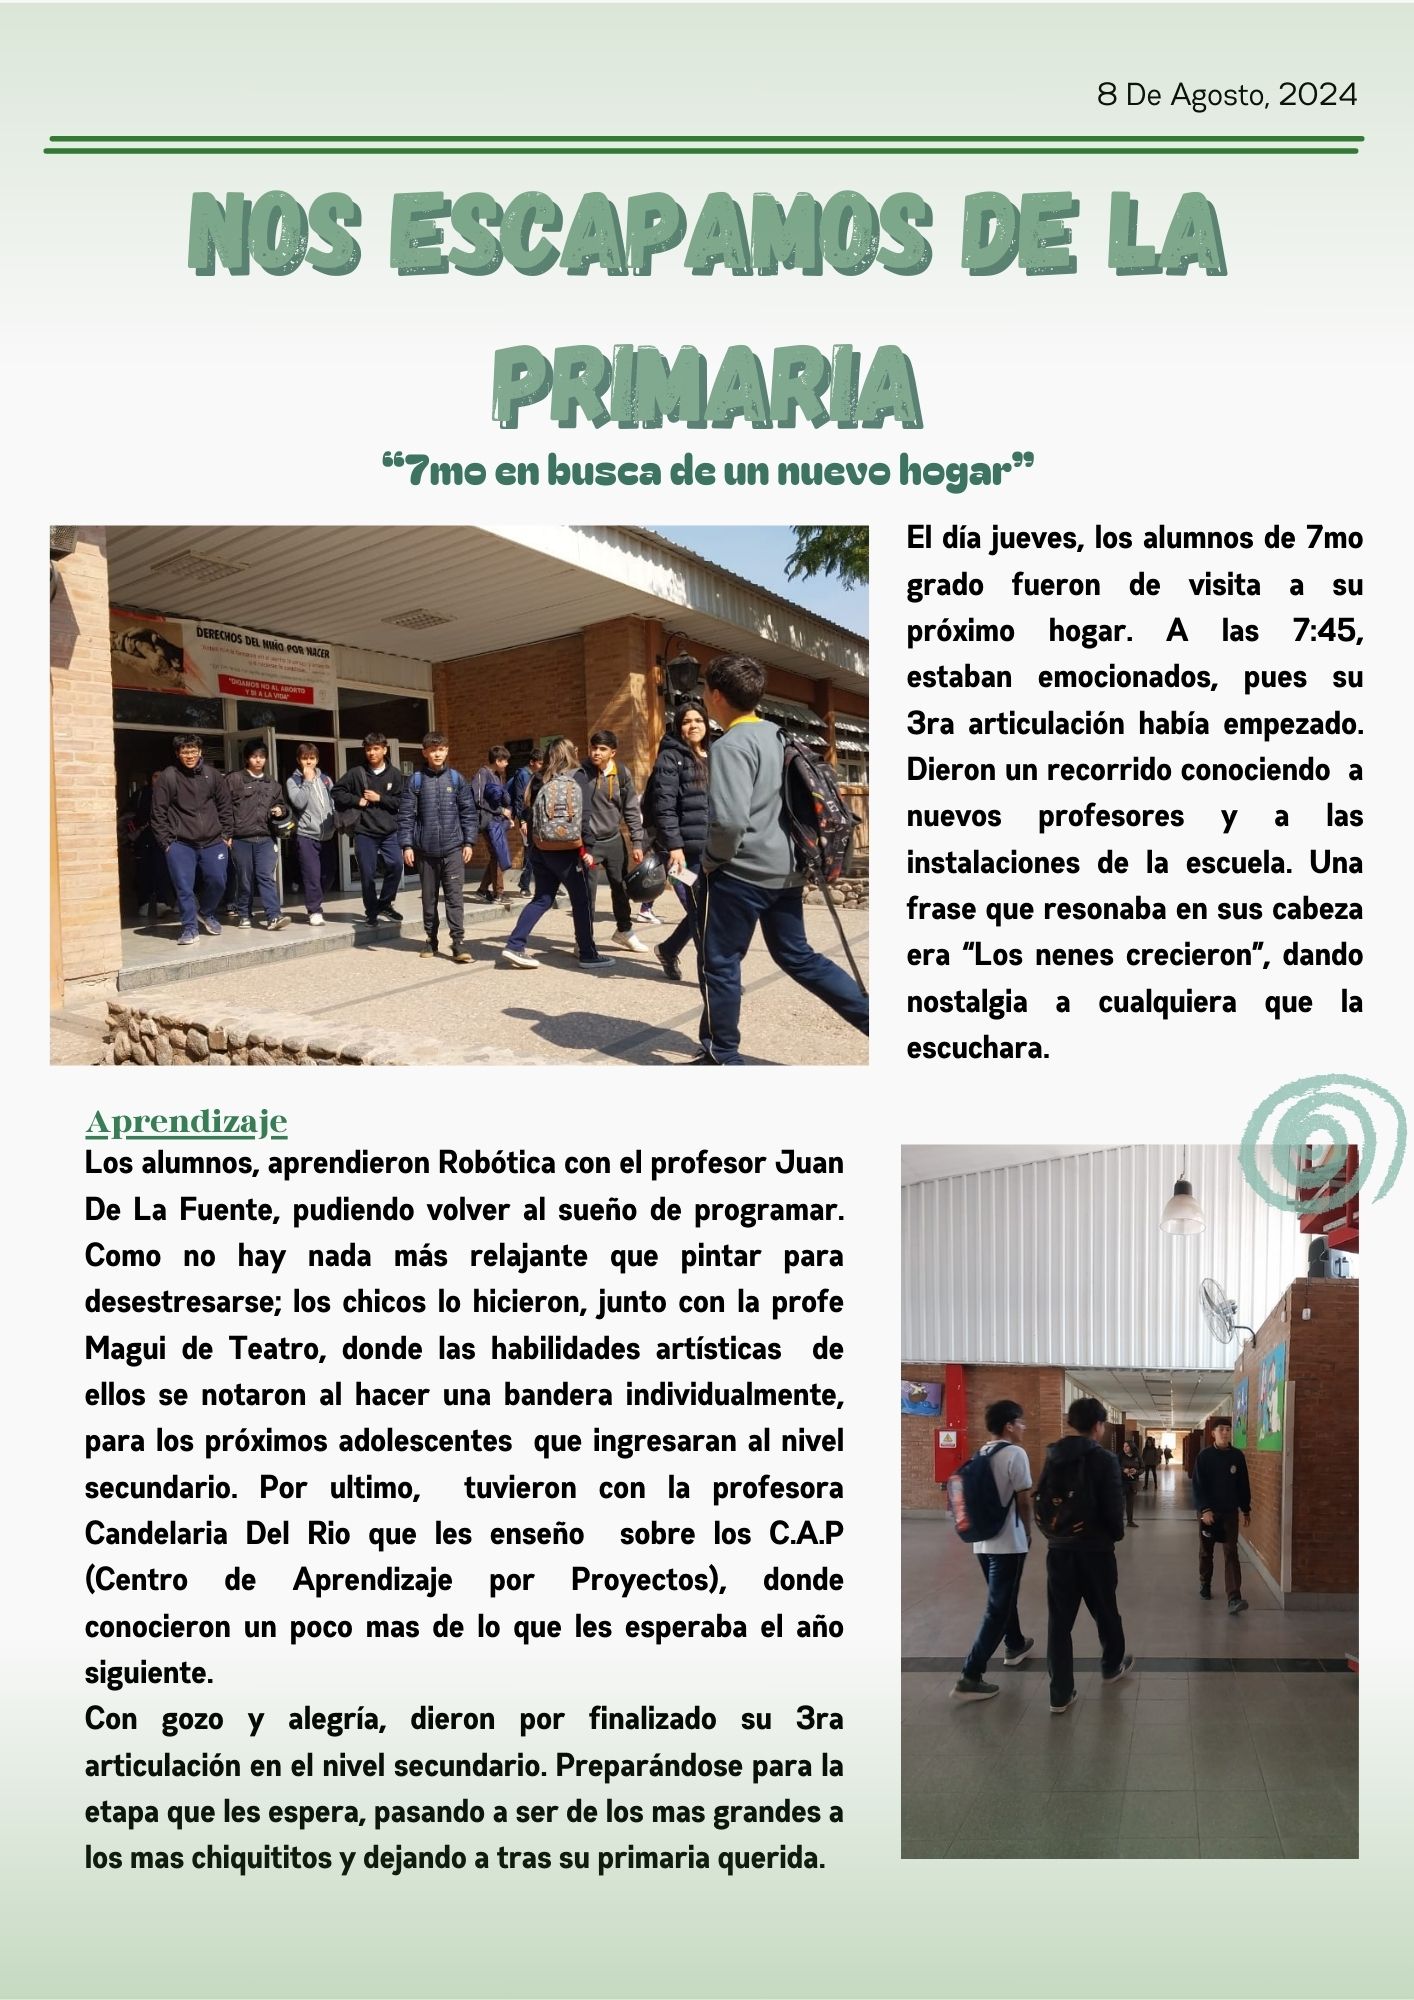 8 De Agosto, 2024
NOS ESCAPAMOS DE LA
PRIMARIA
“7mo en busca de un nuevo hogar”
DERECHOS DEL NIÑO POR NACER
"DIGAMOS NO AL ABORTO
Y SI A LA VIDA"
El día jueves, los alumnos de 7mo
grado fueron de visita a su
próximo hogar. A las 7:45,
estaban emocionados, pues su
3ra articulación había empezado.
Dieron un recorrido conociendo a
nuevos profesores y a las
instalaciones de la escuela. Una
frase que resonaba en sus cabeza
era “Los nenes crecieron”, dando
nostalgia a cualquiera que la
escuchara.
Aprendizaje
Los alumnos, aprendieron Robótica con el profesor Juan
De La Fuente, pudiendo volver al sueño de programar.
Como no hay nada más relajante que pintar para
desestresarse; los chicos lo hicieron, junto con la profe
Magui de Teatro, donde las habilidades artísticas de
ellos se notaron al hacer una bandera individualmente,
para los próximos adolescentes que ingresaran al nivel
secundario. Por ultimo, tuvieron con la profesora
Candelaria Del Rio que les enseño sobre los C.A.P
(Centro de Aprendizaje por Proyectos), donde
conocieron un poco mas de lo que les esperaba el año
siguiente.
Con gozo y alegría, dieron por finalizado su 3ra
articulación en el nivel secundario. Preparándose para la
etapa que les espera, pasando a ser de los mas grandes a
los mas chiquititos y dejando a tras su primaria querida.